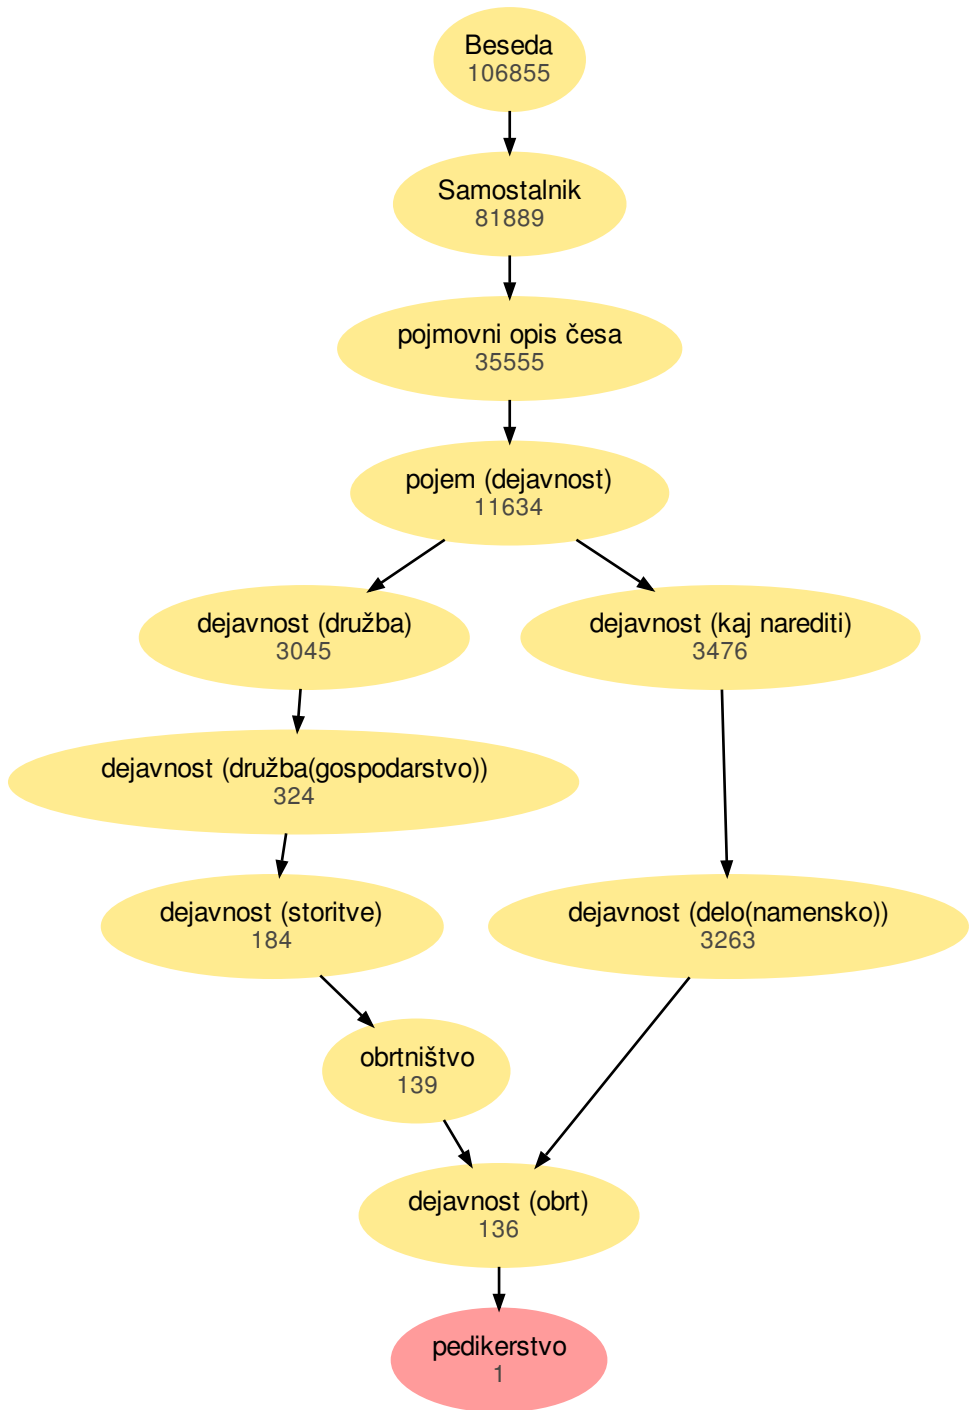 Beseda
106855
Samostalnik
81889
pojmovni opis česa
35555
pojem (dejavnost)
11634
dejavnost (družba)
3045
dejavnost (kaj narediti)
3476
dejavnost (družba(gospodarstvo))
324
dejavnost (storitve)
184
dejavnost (delo(namensko))
3263
obrtništvo
139
dejavnost (obrt)
136
pedikerstvo
1